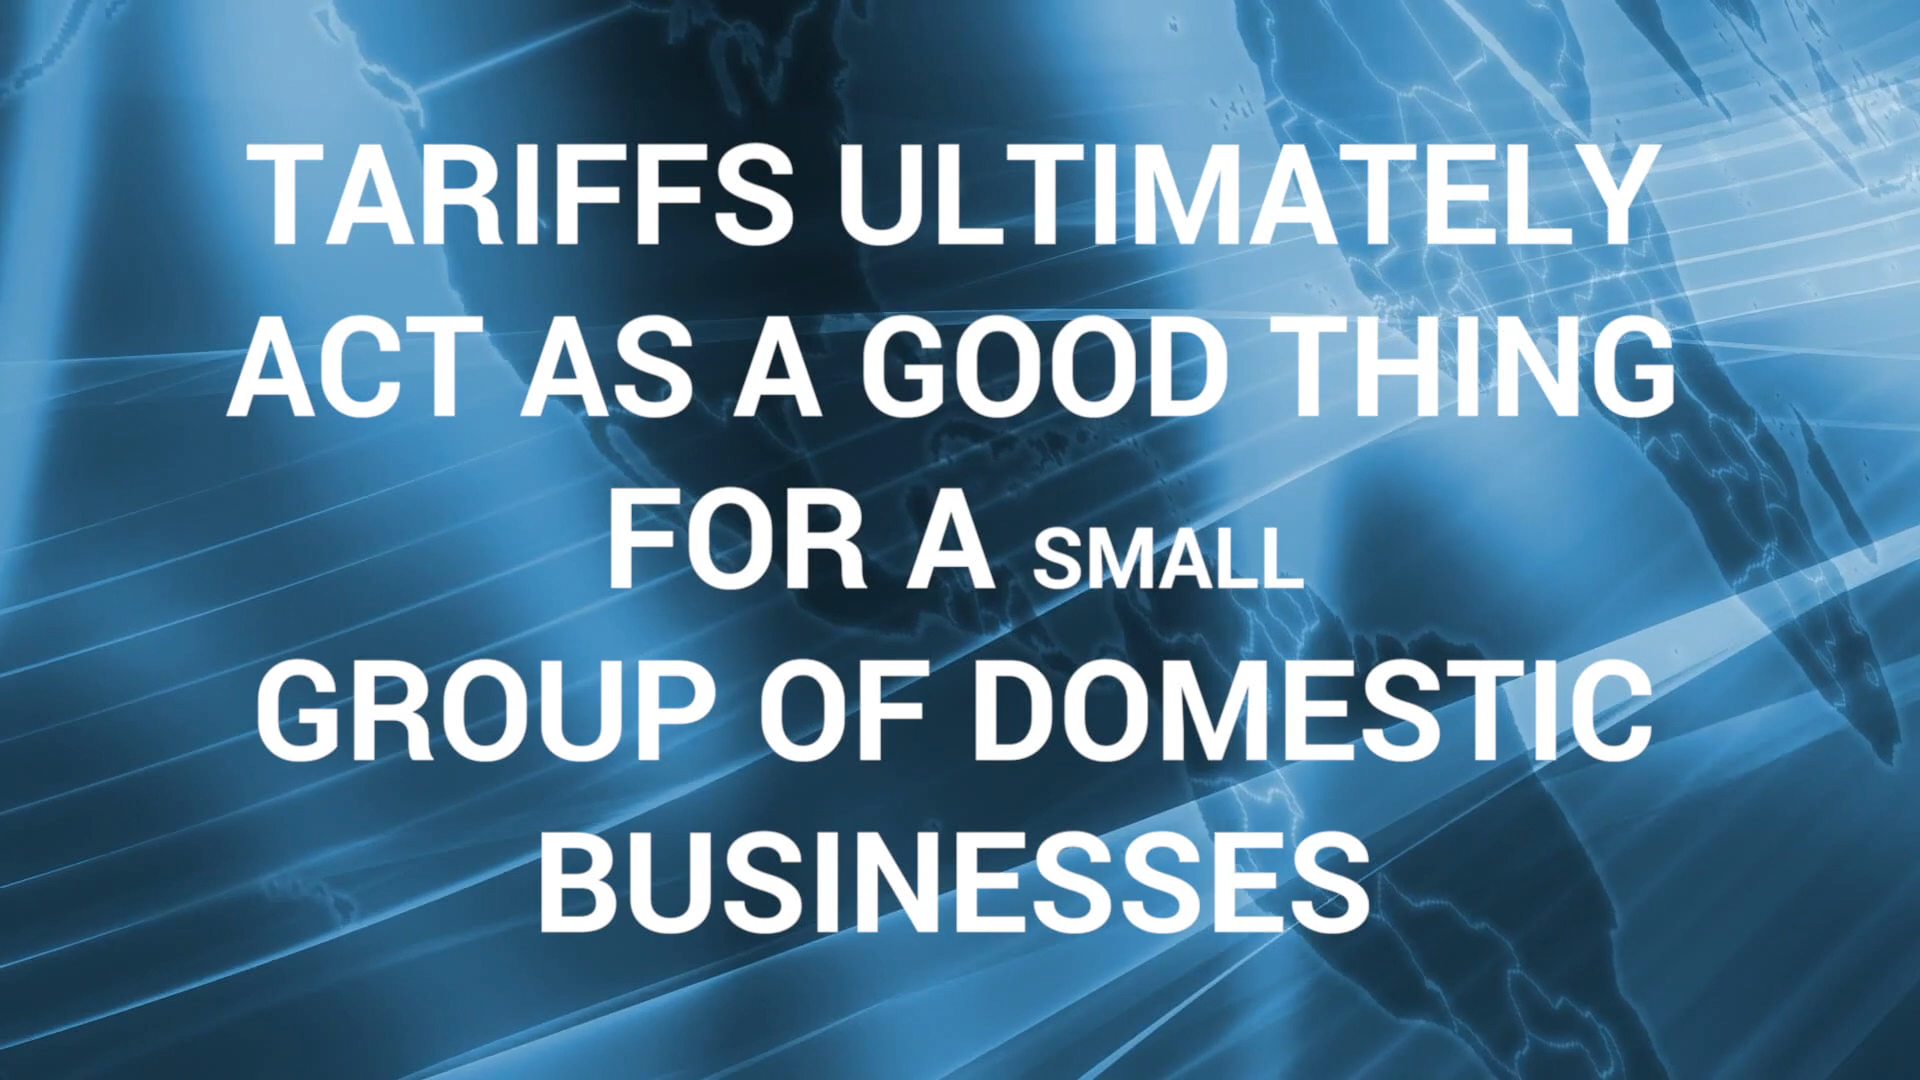 TARIFFS ULTIMATELY
ACT AS A GOOD THING
FOR A SMALL
GROUP OF DOMESTIC
BUSINESSES